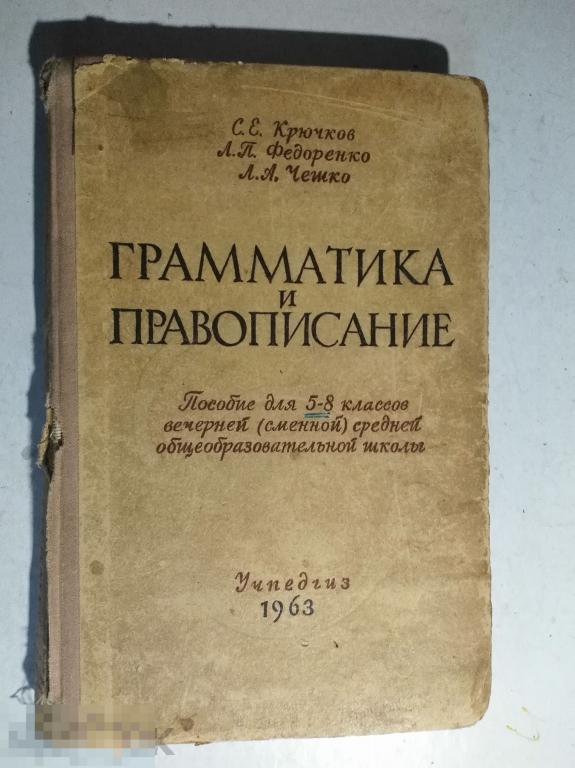 С.Е. Крючков
Л.П. Федоренко
Л.А. Чешко
ГРАММАТИКА
и
ПРАВОПИСАНИЕ
Пособие для 5-8 классов
вечерней (сменной) средней
общеобразовательной школы
Учпедгиз
1963